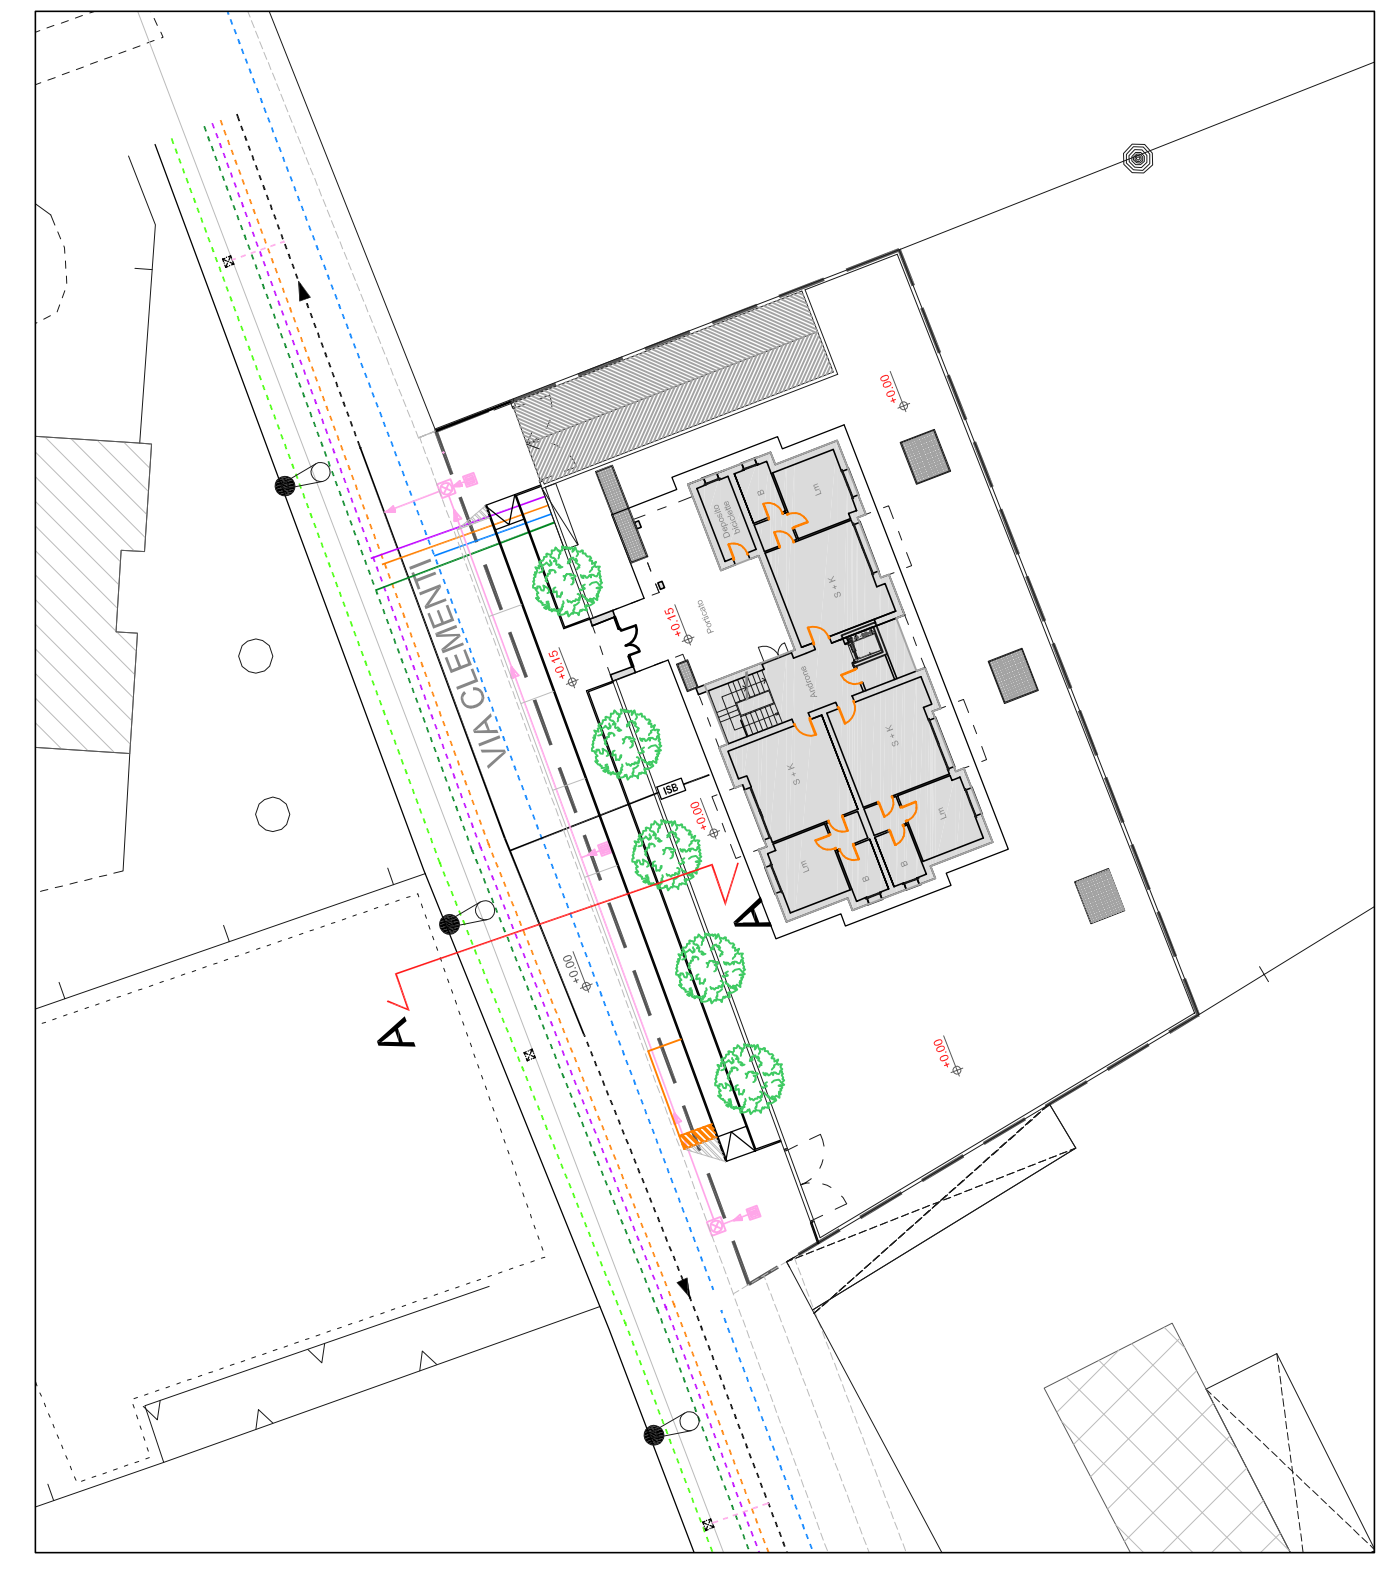 +0.00
Deposito
biciclette
B
Lm
S + K
Porticato
+0.15
+0.15
VIA CLEMENTI
Androne
S + K
S + K
ISB
+0.00
Lm
Lm
B
B
A
+0.00
A
+0.00